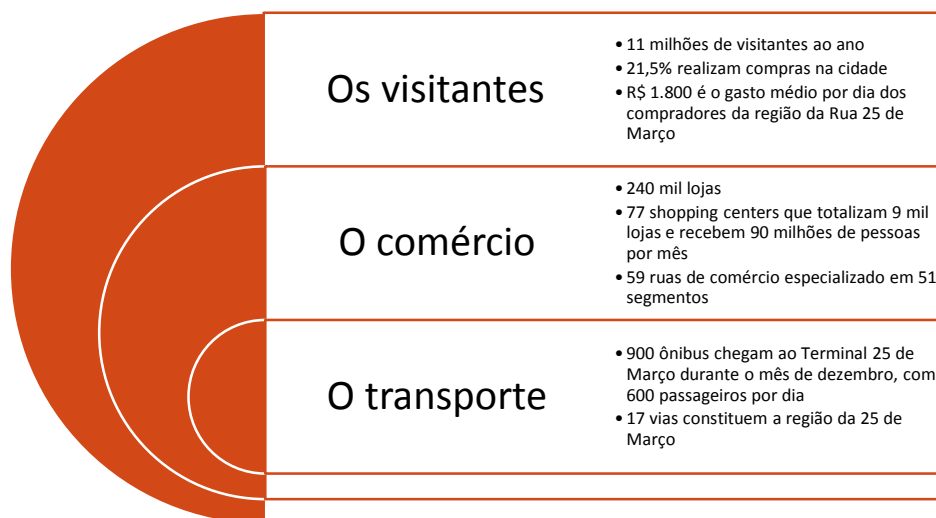 Os visitantes
• 11 milhões de visitantes ao ano
• 21,5% realizam compras na cidade
• R$ 1.800 é o gasto médio por dia dos
compradores da região da Rua 25 de
Março
O comércio
• 240 mil lojas
• 77 shopping centers que totalizam 9 mil
lojas e recebem 90 milhões de pessoas
por mês
• 59 ruas de comércio especializado em 51
segmentos
O transporte
• 900 ônibus chegam ao Terminal 25 de
Março durante o mês de dezembro, com
600 passageiros por dia
• 17 vias constituem a região da 25 de
Março